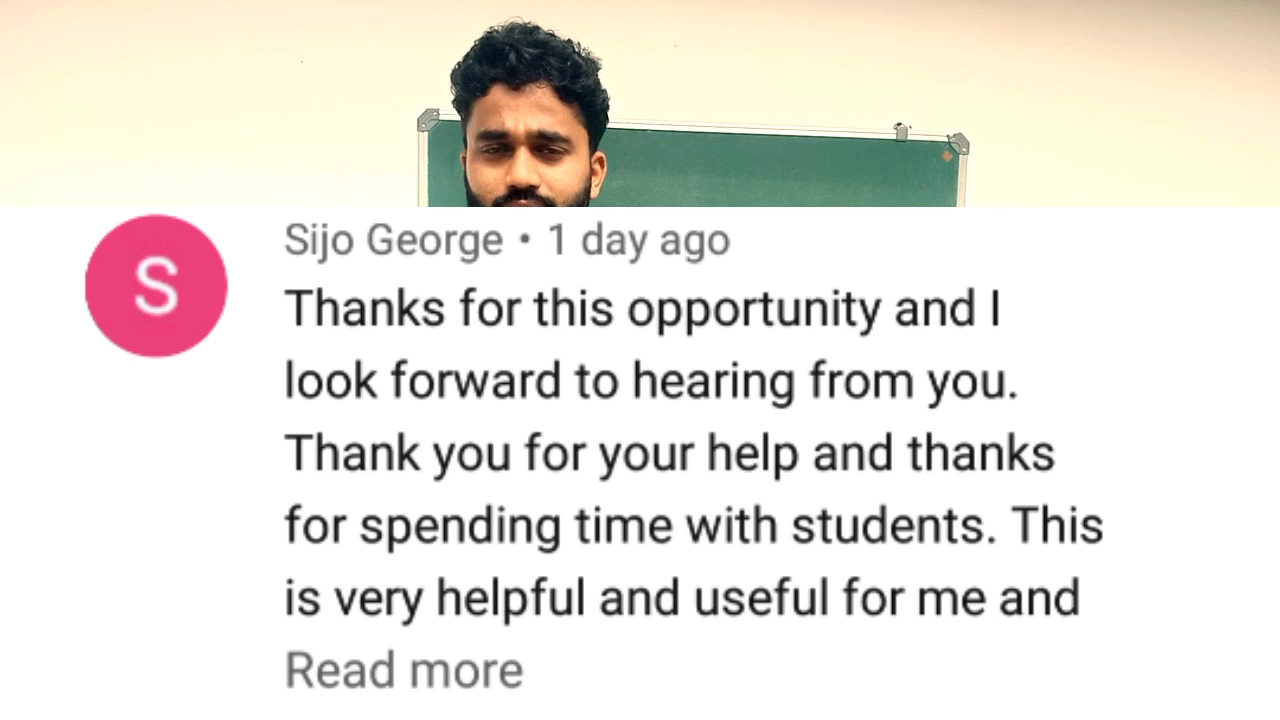 S
Sijo George • 1 day ago
Thanks for this opportunity and I
look forward to hearing from you.
Thank you for your help and thanks
for spending time with students. This
is very helpful and useful for me and
Read more